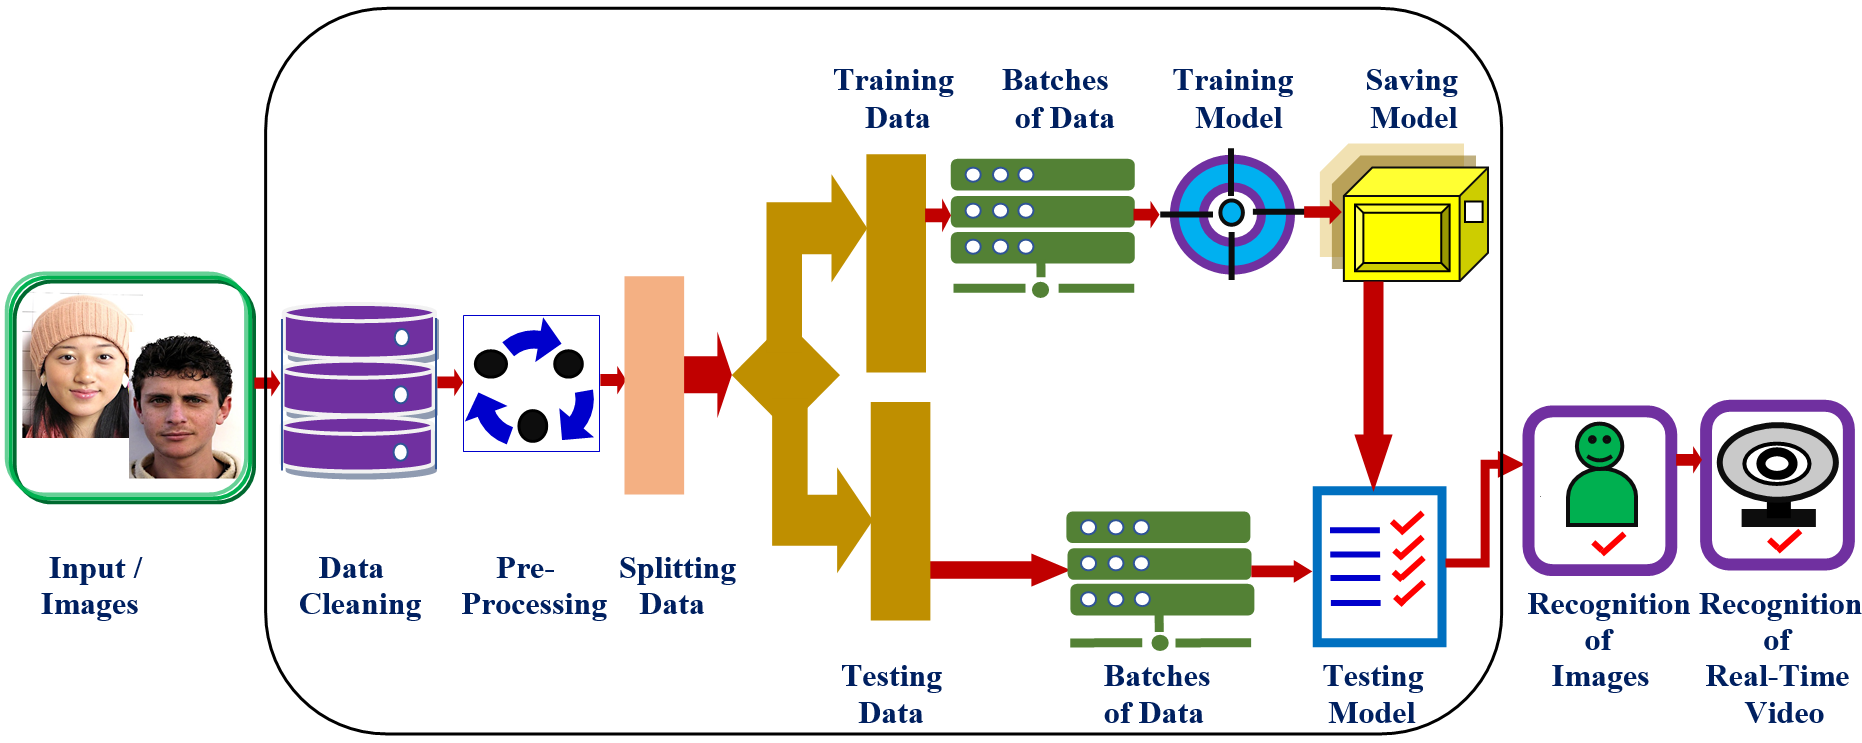 Training
Data
Batches
of Data
Training
Model
Saving
Model
Input /
Images
Data
Cleaning
Pre-
Processing
Splitting
Data
Testing
Data
Batches
of Data
Testing
Model
Recognition
of
Images
Recognition
of
Real-Time
Video